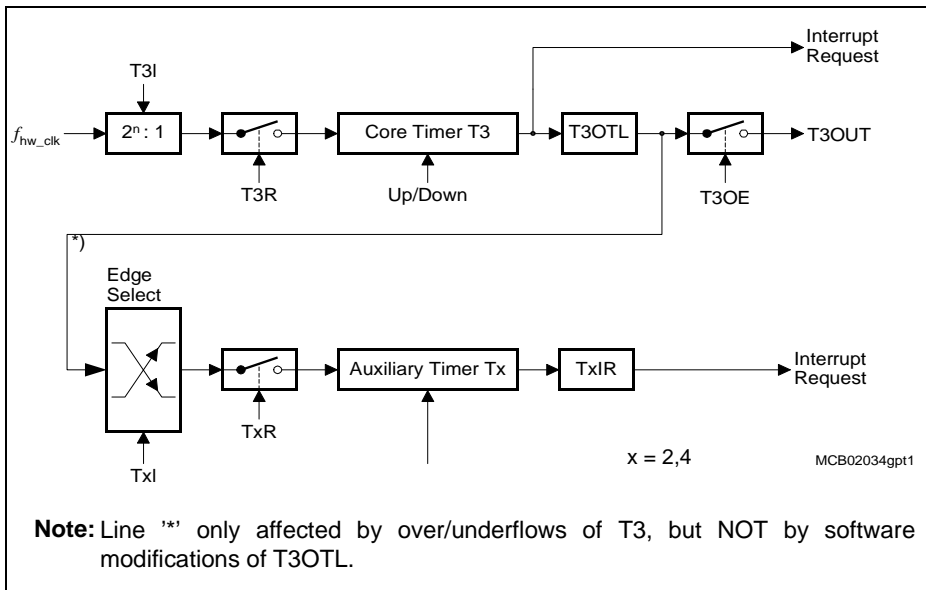 Interrupt
Request
T3I
f hw_clk
2ⁿ : 1
Core Timer T3
T3OTL
T3OUT
T3R
Up/Down
T3OE
*)
Edge
Select
Auxiliary Timer Tx
TxIR
Interrupt
Request
TxR
TxI
x = 2,4
MCB02034gpt1
Note: Line '*' only affected by over/underflows of T3, but NOT by software
modifications of T3OTL.